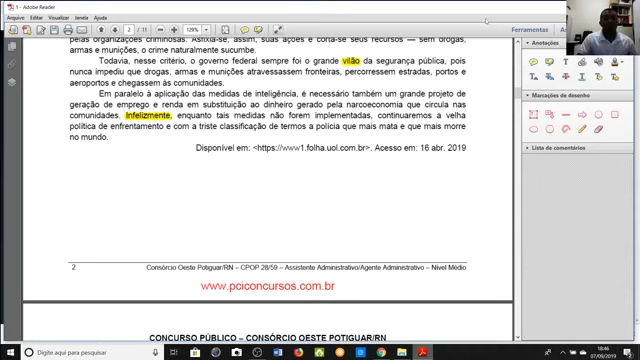 1 - Adobe Reader
Arquivo Editar Visualizar Janela Ajuda
2 / 11
129%
Ferramentas
pelas organizações criminosas. Asfixia-se, assim, suas ações e corta-se seus recursos — sem drogas,
armas e munições, o crime naturalmente sucumbe.
Todavia, nesse critério, o governo federal sempre foi o grande vilão da segurança pública, pois
nunca impediu que drogas, armas e munições atravessassem fronteiras, percorressem estradas, portos e
aeroportos e chegassem às comunidades.
Em paralelo à aplicação das medidas de inteligência, é necessário também um grande projeto de
geração de emprego e renda em substituição ao dinheiro gerado pela narcoeconomia que circula nas
comunidades. Infelizmente, enquanto tais medidas não forem implementadas, continuaremos a velha
política de enfrentamento e com a triste classificação de termos a polícia que mais mata e que mais morre
no mundo.
Disponível em: <https://www1.folha.uol.com.br>. Acesso em: 16 abr. 2019
2 Consórcio Oeste Potiguar/RN – CPOP 28/59 – Assistente Administrativo/Agente Administrativo – Nível Médio
www.pciconcursos.com.br
CONCURSO PÚBLICO – CONSÓRCIO OESTE POTIGUAR/RN
Anotações
Marcações de desenho
Lista de comentários
Digite aqui para pesquisar
18:46
07/09/2019